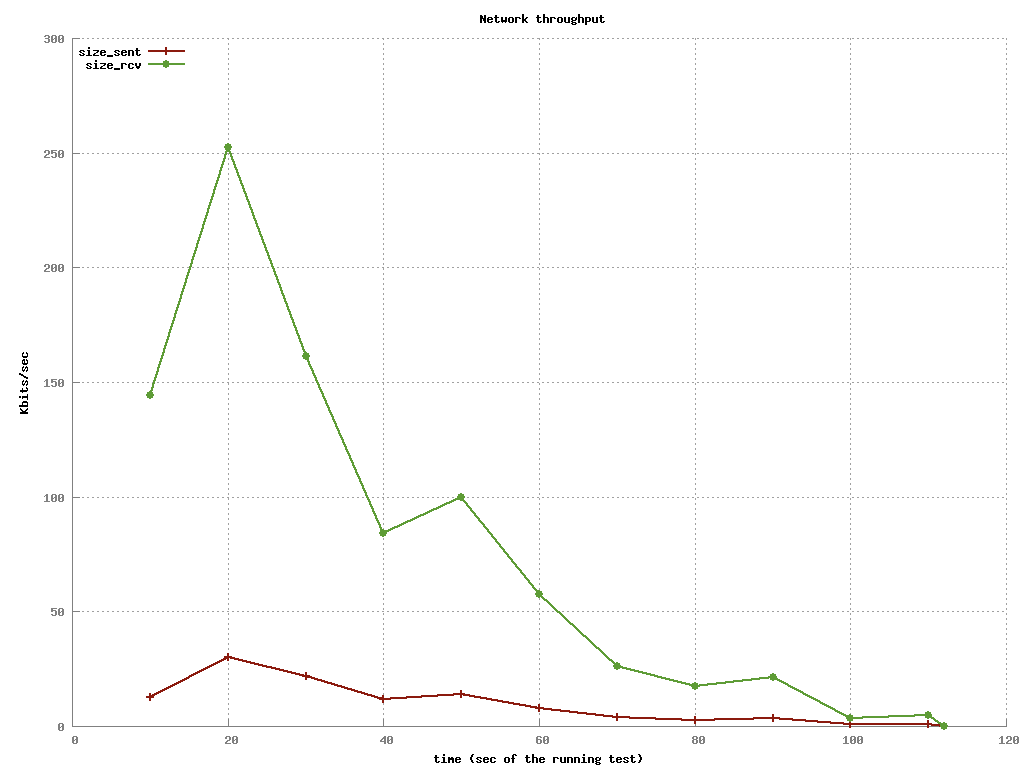 Network throughput
300
size_sent
size_rcv
250
200
150
Kbits/sec
100
50
0
0 20 40 60 80 100 120
time (sec of the running test)